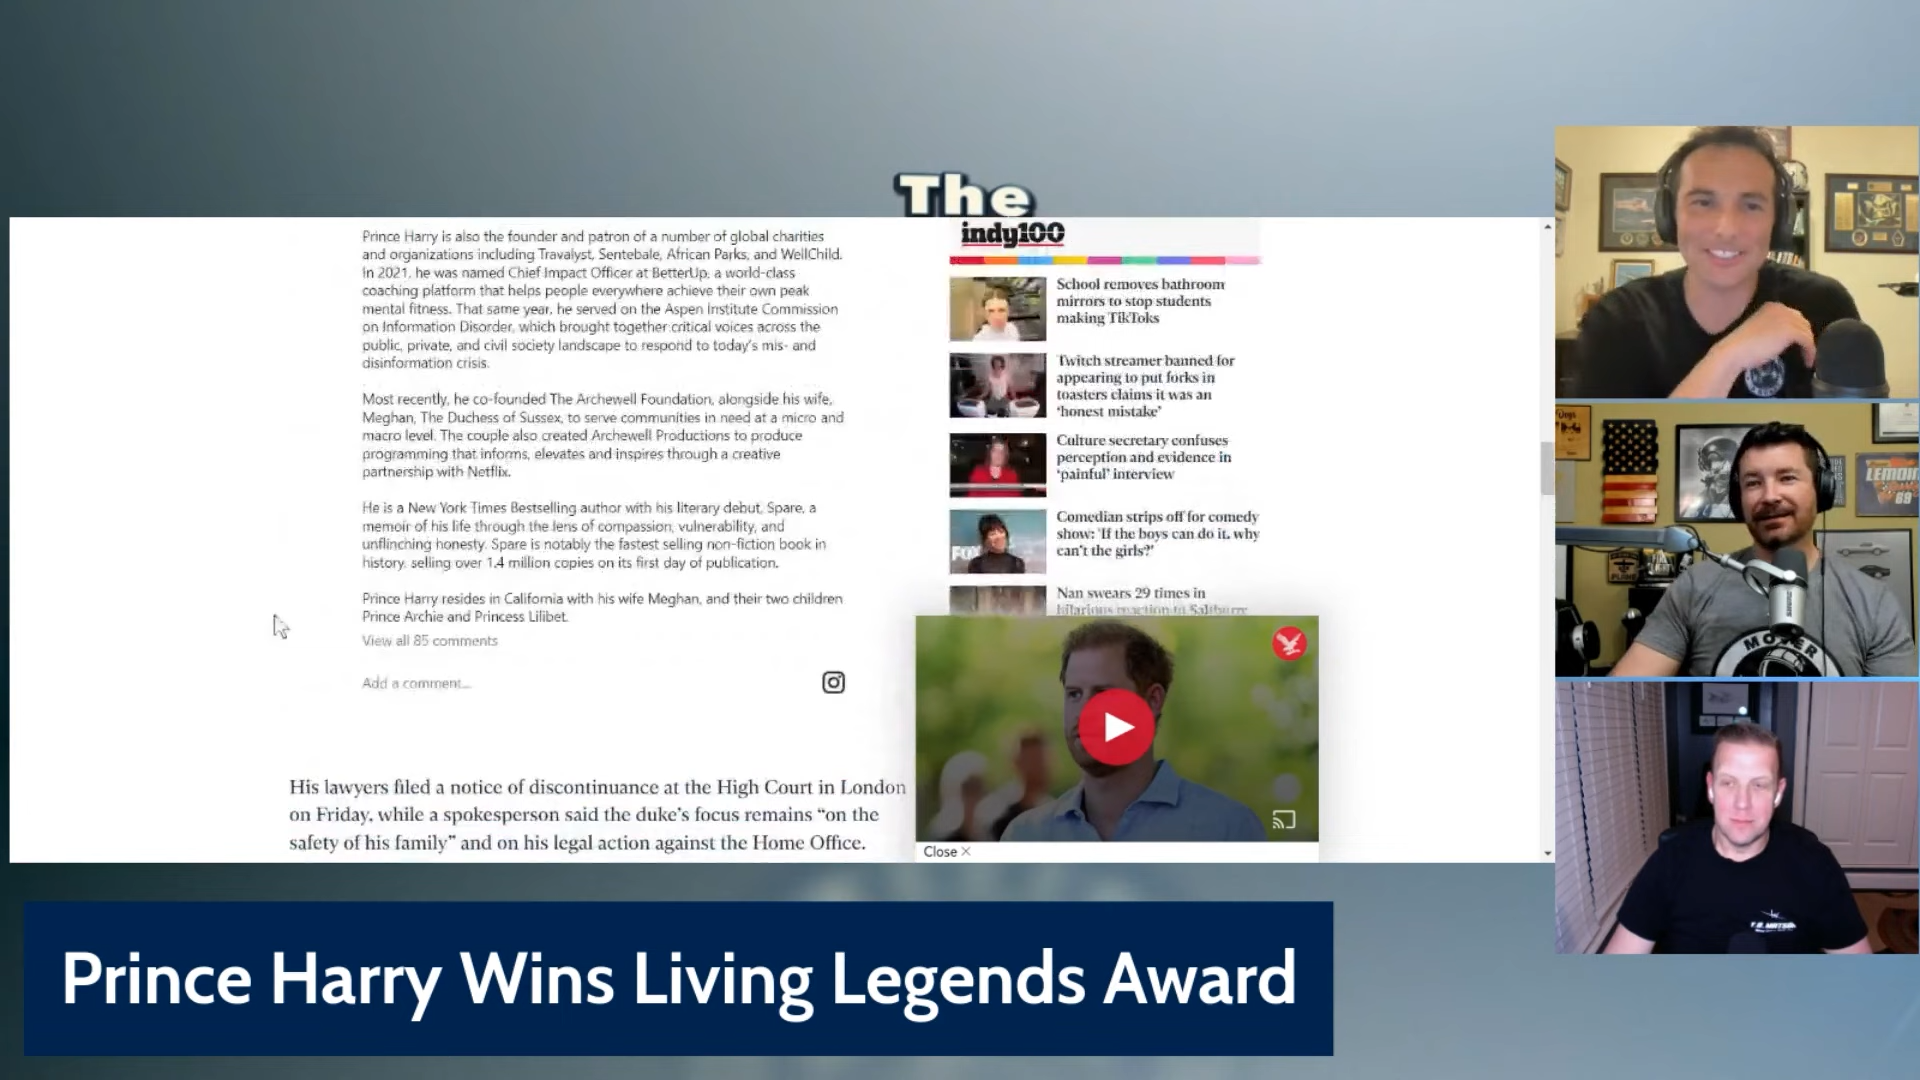 The
Prince Harry is also the founder and patron of a number of global charities
and organizations including Travalyst, Sentebale, African Parks, and WellChild.
In 2021, he was named Chief Impact Officer at BetterUp, a world-class
coaching platform that helps people everywhere achieve their own peak
mental fitness. That same year, he served on the Aspen Institute Commission
on Information Disorder, which brought together critical voices across the
public, private, and civil society landscape to respond to today's mis- and
disinformation crisis.
Most recently, he co-founded The Archewell Foundation, alongside his wife,
Meghan, The Duchess of Sussex, to serve communities in need at a micro and
macro level. The couple also created Archewell Productions to produce
programming that informs, elevates and inspires through a creative
partnership with Netflix.
He is a New York Times Bestselling author with his literary debut, Spare, a
memoir of his life through the lens of compassion, vulnerability, and
unflinching honesty. Spare is notably the fastest selling non-fiction book in
history, selling over 1.4 million copies on its first day of publication.
Prince Harry resides in California with his wife Meghan, and their two children
Prince Archie and Princess Lilibet.
View all 85 comments
Add a comment...
His lawyers filed a notice of discontinuance at the High Court in London
on Friday, while a spokesperson said the duke's focus remains “on the
safety of his family” and on his legal action against the Home Office.
indy100
School removes bathroom
mirrors to stop students
making TikToks
Twitch streamer banned for
appearing to put forks in
toasters claims it was an
‘honest mistake’
Culture secretary confuses
perception and evidence in
‘painful’ interview
Comedian strips off for comedy
show: ‘If the boys can do it, why
can't the girls?’
FOX
Nan swears 29 times in
hilarious reaction to Saltburn
Close ×
LEMOINE
89
MOVER
Prince Harry Wins Living Legends Award